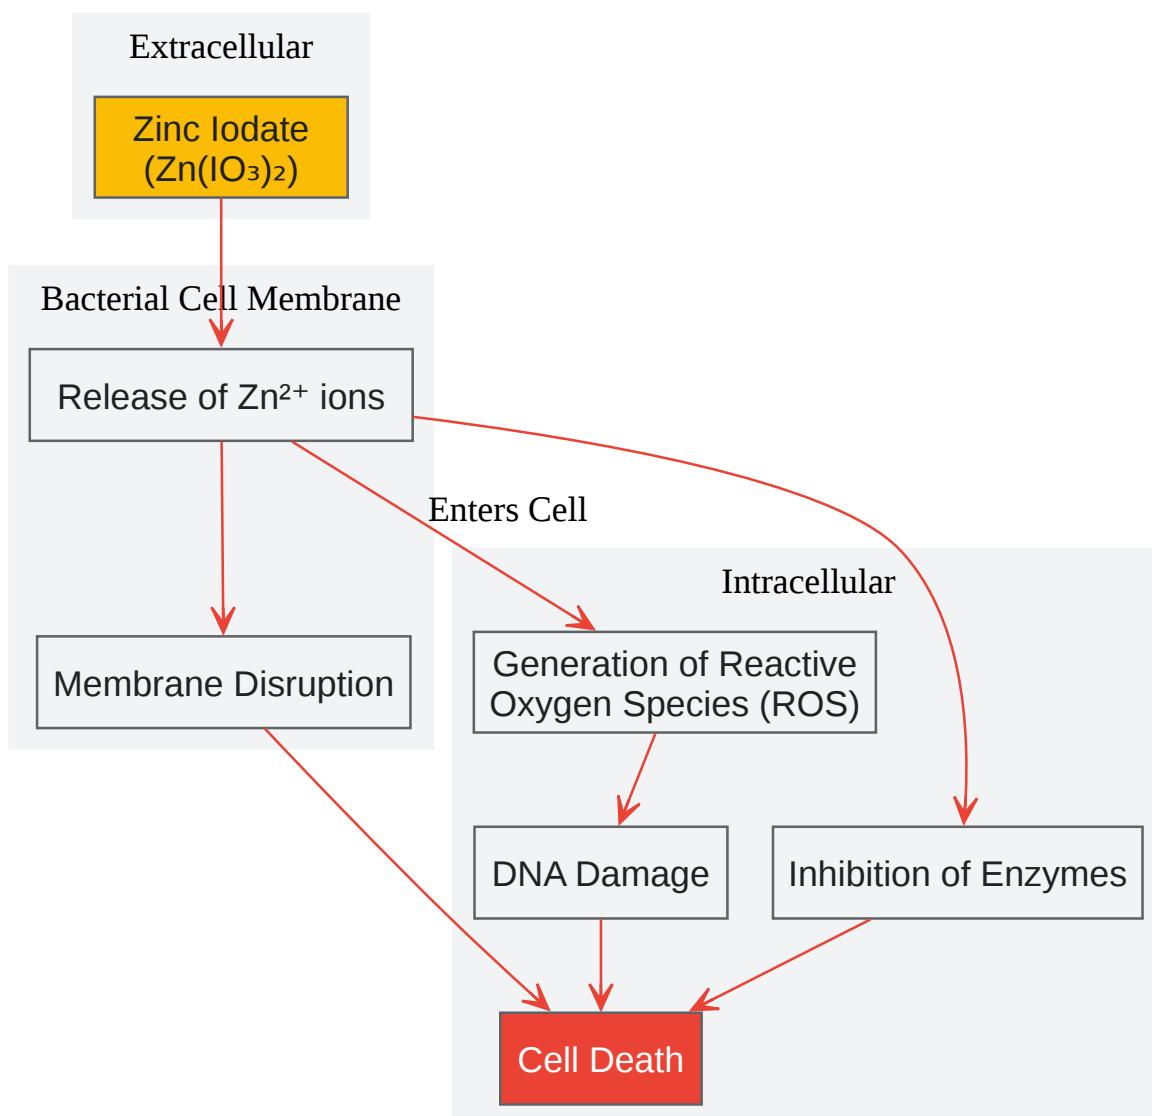 Extracellular
Zinc Iodate
(Zn(IO₃)₂)
Bacterial Cell Membrane
Release of Zn²⁺ ions
Enters Cell
Intracellular
Membrane Disruption
Generation of Reactive
Oxygen Species (ROS)
DNA Damage
Inhibition of Enzymes
Cell Death